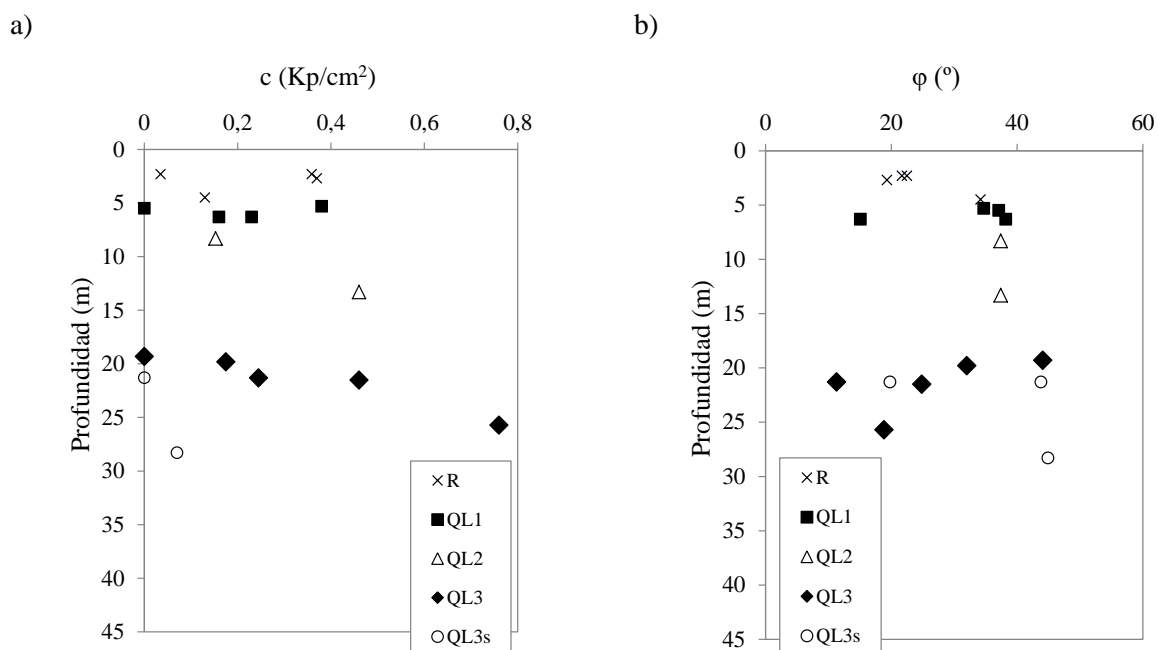 a)
c (Kp/cm²)
0 0,2 0,4 0,6 0,8
0
5
10
15
20
25
30
35
40
45
Profundidad (m)
R
QL1
QL2
QL3
QL3s
b)
φ (º)
0 20 40 60
0
5
10
15
20
25
30
35
40
45
Profundidad (m)
R
QL1
QL2
QL3
QL3s